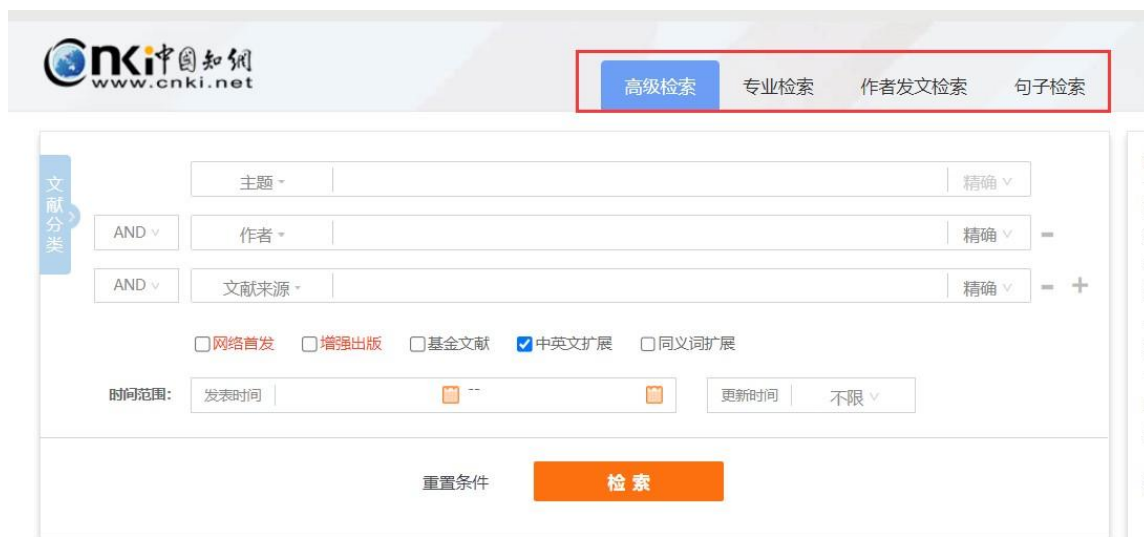 Cnki中国知网
www.cnki.net
高级检索 专业检索 作者发文检索 句子检索
文献分类
主题 精确
AND 作者 精确
AND 文献来源 精确
网络首发 增强出版 基金文献 中英文扩展 同义词扩展
时间范围: 发表时间 -- 更新时间 不限
重置条件 检索